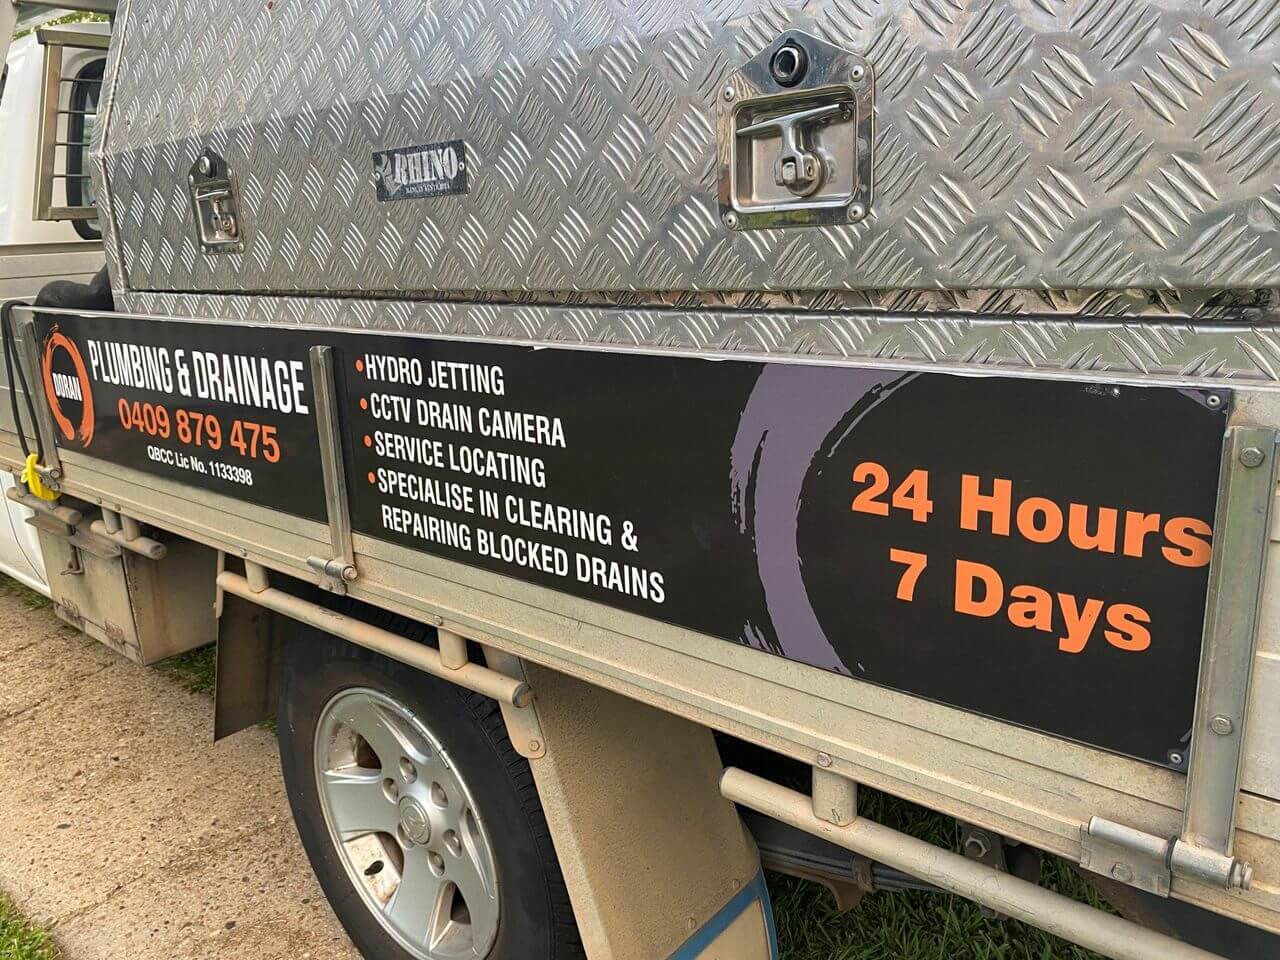 RHINO
DORAN
PLUMBING & DRAINAGE
0409 879 475
QBCC Lic No. 1133398
•HYDRO JETTING
•CCTV DRAIN CAMERA
•SERVICE LOCATING
•SPECIALISE IN CLEARING &
REPAIRING BLOCKED DRAINS
24 Hours
7 Days